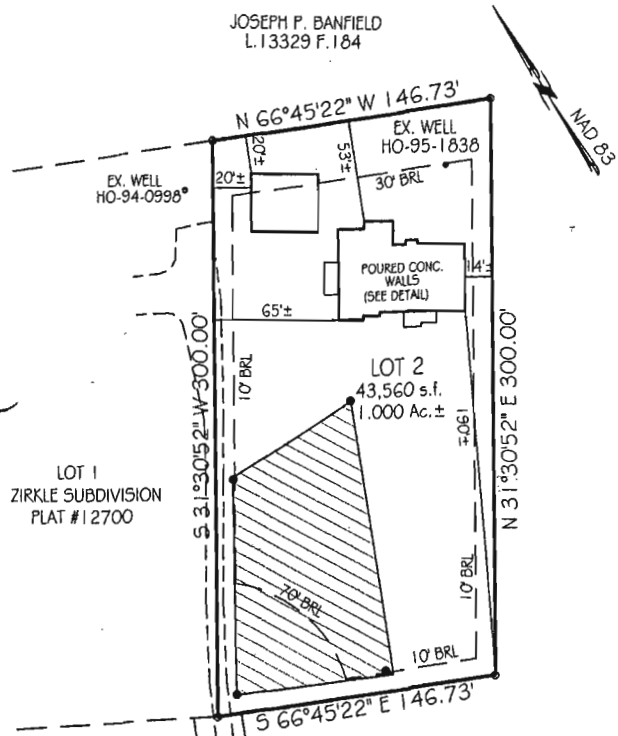 JOSEPH P. BANFIELD
L.13329 F.184
N 66°45'22" W 146.73'
NAD 83
EX. WELL
HO-95-1838
20'±
53'±
EX. WELL
HO-94-0998
20'±
30' BRL
POURED CONC.
WALLS
(SEE DETAIL)
14'±
65'±
S 31°30'52" W 300.00'
10' BRL
LOT 2
43,560 s.f.
1.000 Ac.±
190'±
N 31°30'52" E 300.00'
LOT 1
ZIRKLE SUBDIVISION
PLAT #12700
70' BRL
10' BRL
10' BRL
S 66°45'22" E 146.73'